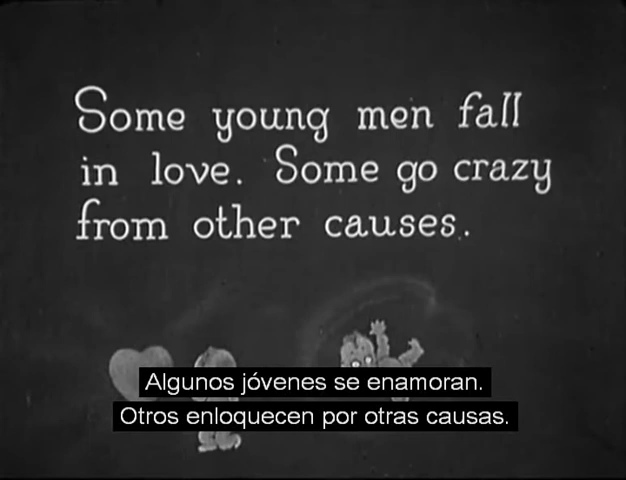 Some young men fall
in love. Some go crazy
from other causes.
Algunos jóvenes se enamoran.
Otros enloquecen por otras causas.